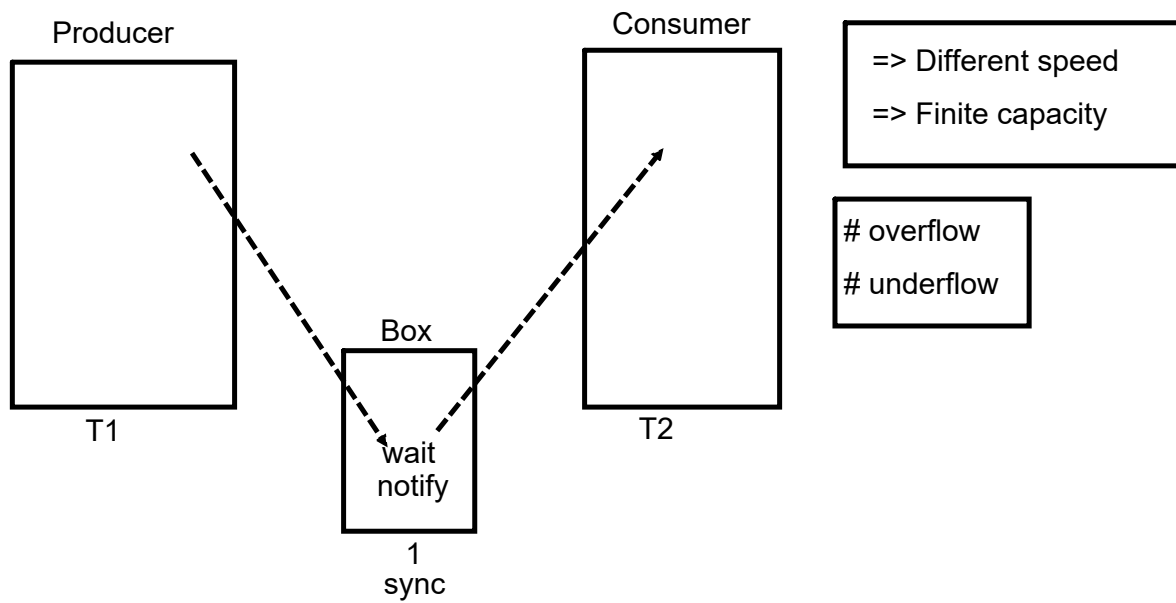 Producer
Consumer
=> Different speed
=> Finite capacity
# overflow
# underflow
Box
wait
notify
T1
T2
1
sync